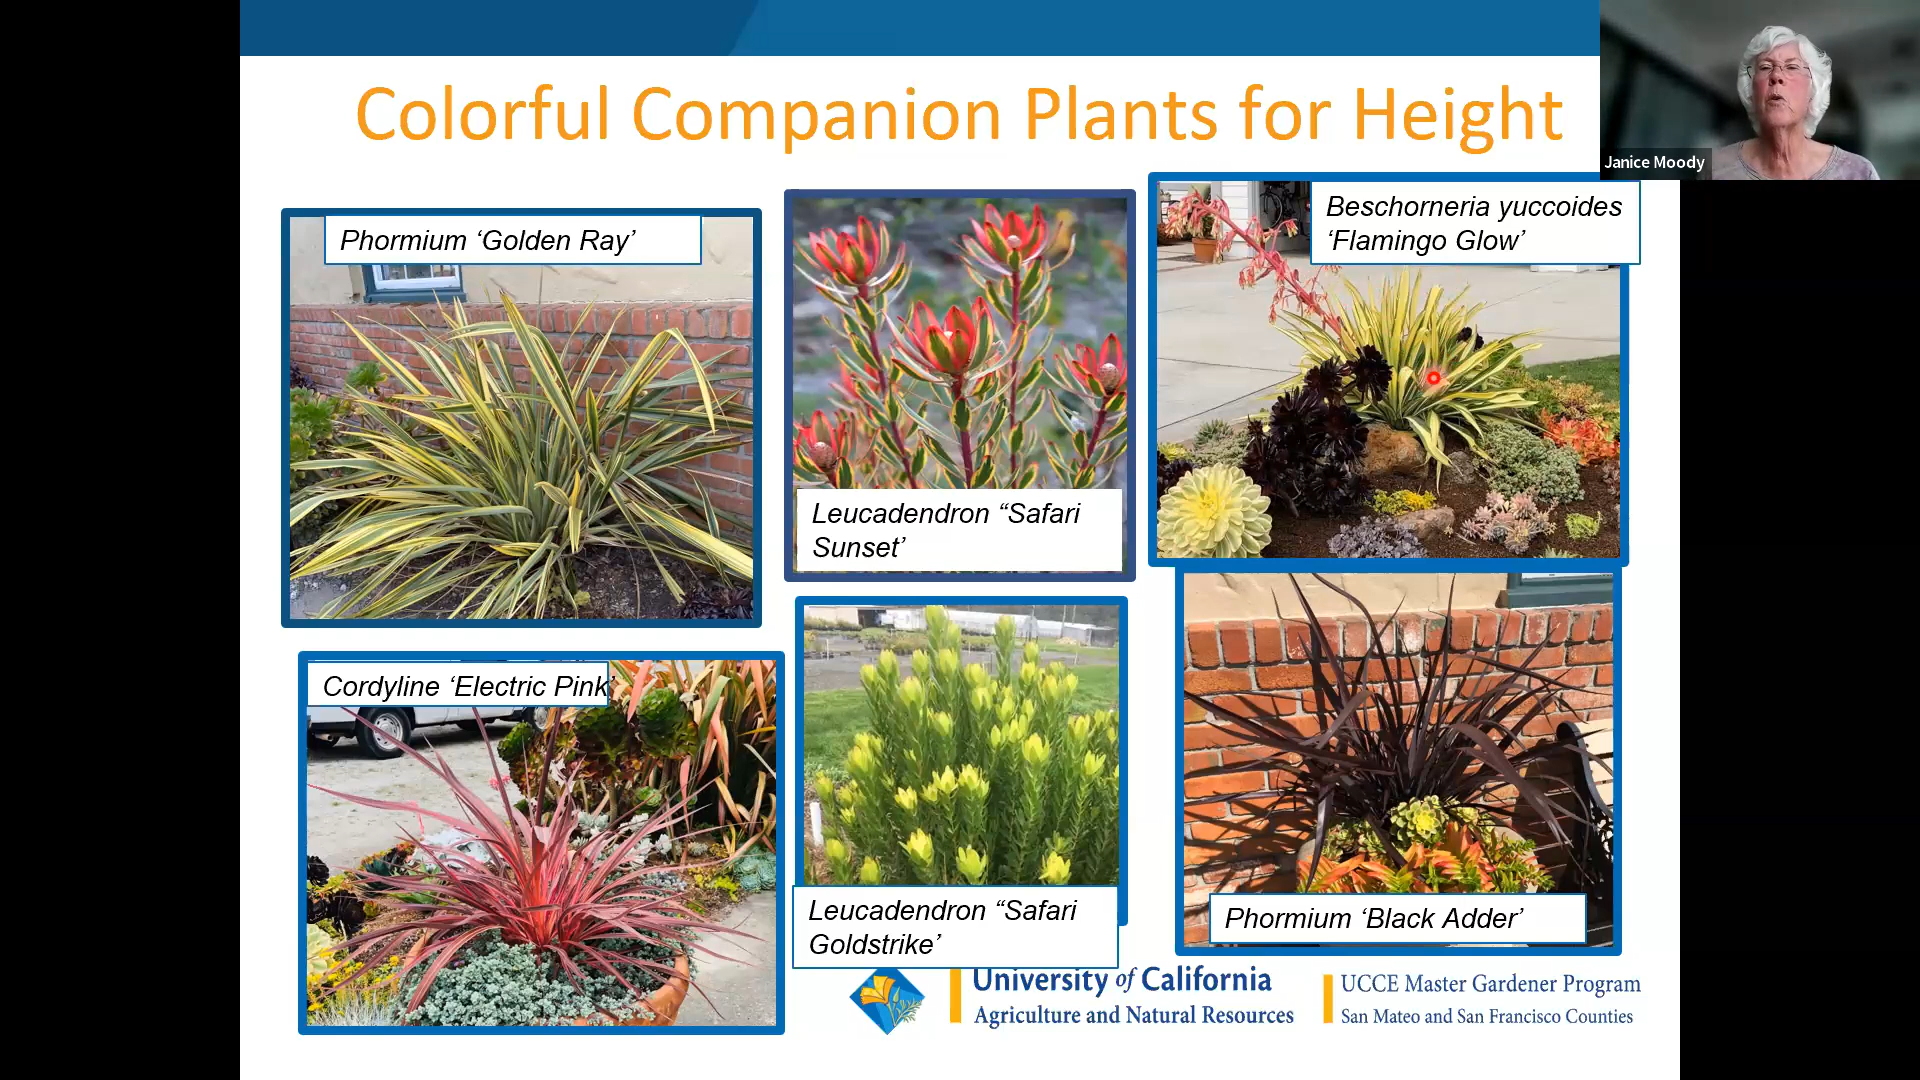 Colorful Companion Plants for Height
Janice Moody
Phormium ‘Golden Ray’
Leucadendron “Safari
Sunset’
Beschorneria yuccoides
‘Flamingo Glow’
Cordyline ‘Electric Pink’
Leucadendron “Safari
Goldstrike’
Phormium ‘Black Adder’
University of California
Agriculture and Natural Resources
UCCE Master Gardener Program
San Mateo and San Francisco Counties